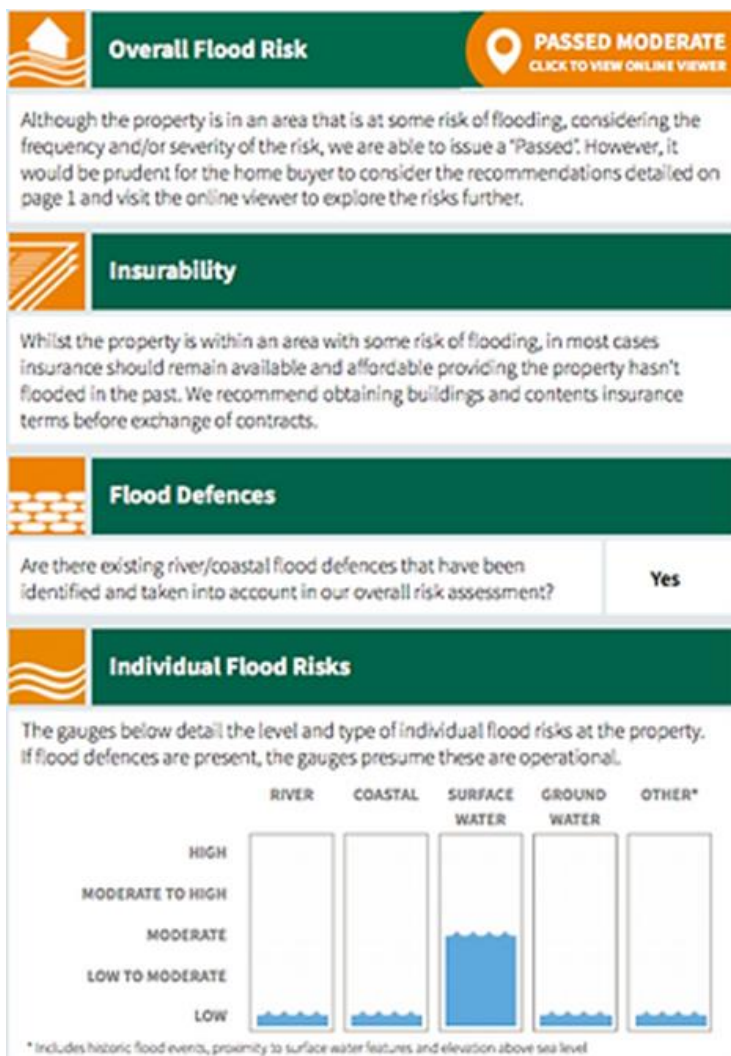 Overall Flood Risk
PASSED MODERATE
CLICK TO VIEW ONLINE VIEWER
Although the property is in an area that is at some risk of flooding, considering the
frequency and/or severity of the risk, we are able to issue a "Passed". However, it
would be prudent for the home buyer to consider the recommendations detailed on
page 1 and visit the online viewer to explore the risks further.
Insurability
Whilst the property is within an area with some risk of flooding, in most cases
insurance should remain available and affordable providing the property hasn't
flooded in the past. We recommend obtaining buildings and contents insurance
terms before exchange of contracts.
Flood Defences
Are there existing river/coastal flood defences that have been
identified and taken into account in our overall risk assessment?
Yes
Individual Flood Risks
The gauges below detail the level and type of individual flood risks at the property.
If flood defences are present, the gauges presume these are operational.
RIVER COASTAL SURFACE GROUND OTHER*
WATER WATER
HIGH
MODERATE TO HIGH
MODERATE
LOW TO MODERATE
LOW
* Includes historic flood events, proximity to surface water features and elevation above sea level